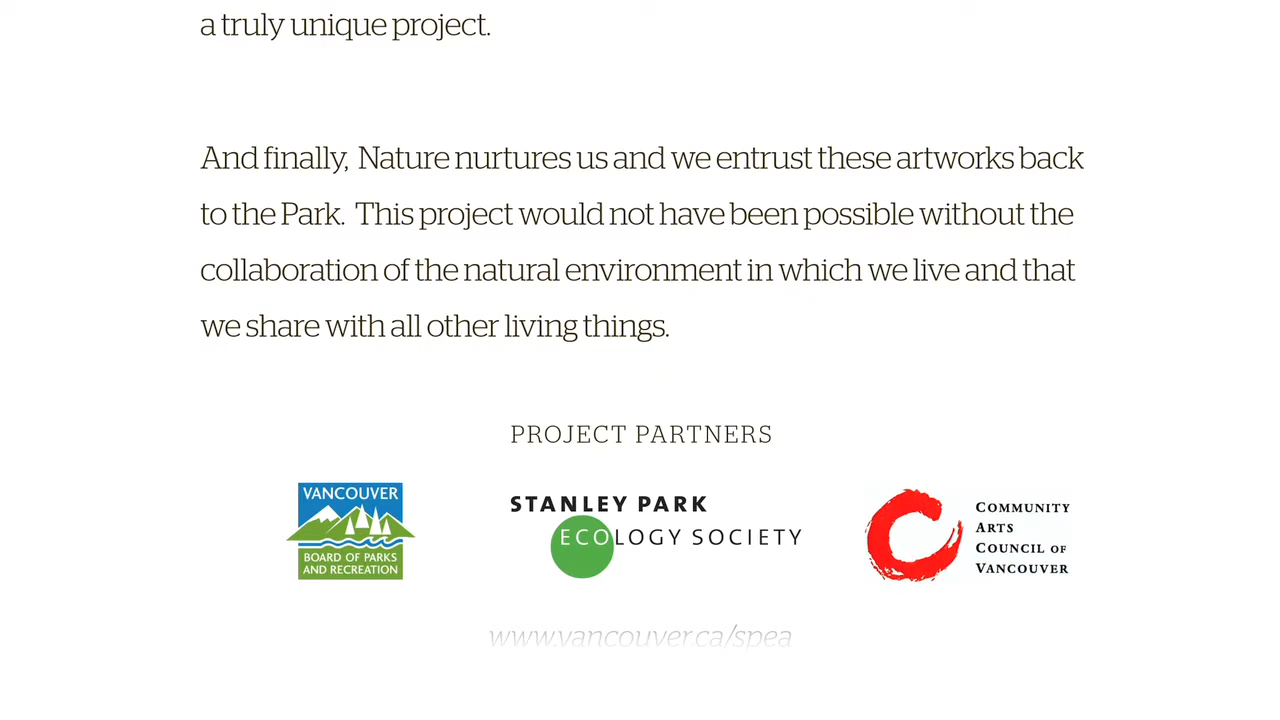 a truly unique project.
And finally, Nature nurtures us and we entrust these artworks back
to the Park. This project would not have been possible without the
collaboration of the natural environment in which we live and that
we share with all other living things.
PROJECT PARTNERS
VANCOUVER
BOARD OF PARKS
AND RECREATION
STANLEY PARK
ECOLOGY SOCIETY
COMMUNITY
ARTS
COUNCIL OF
VANCOUVER
www.vancouver.ca/spea